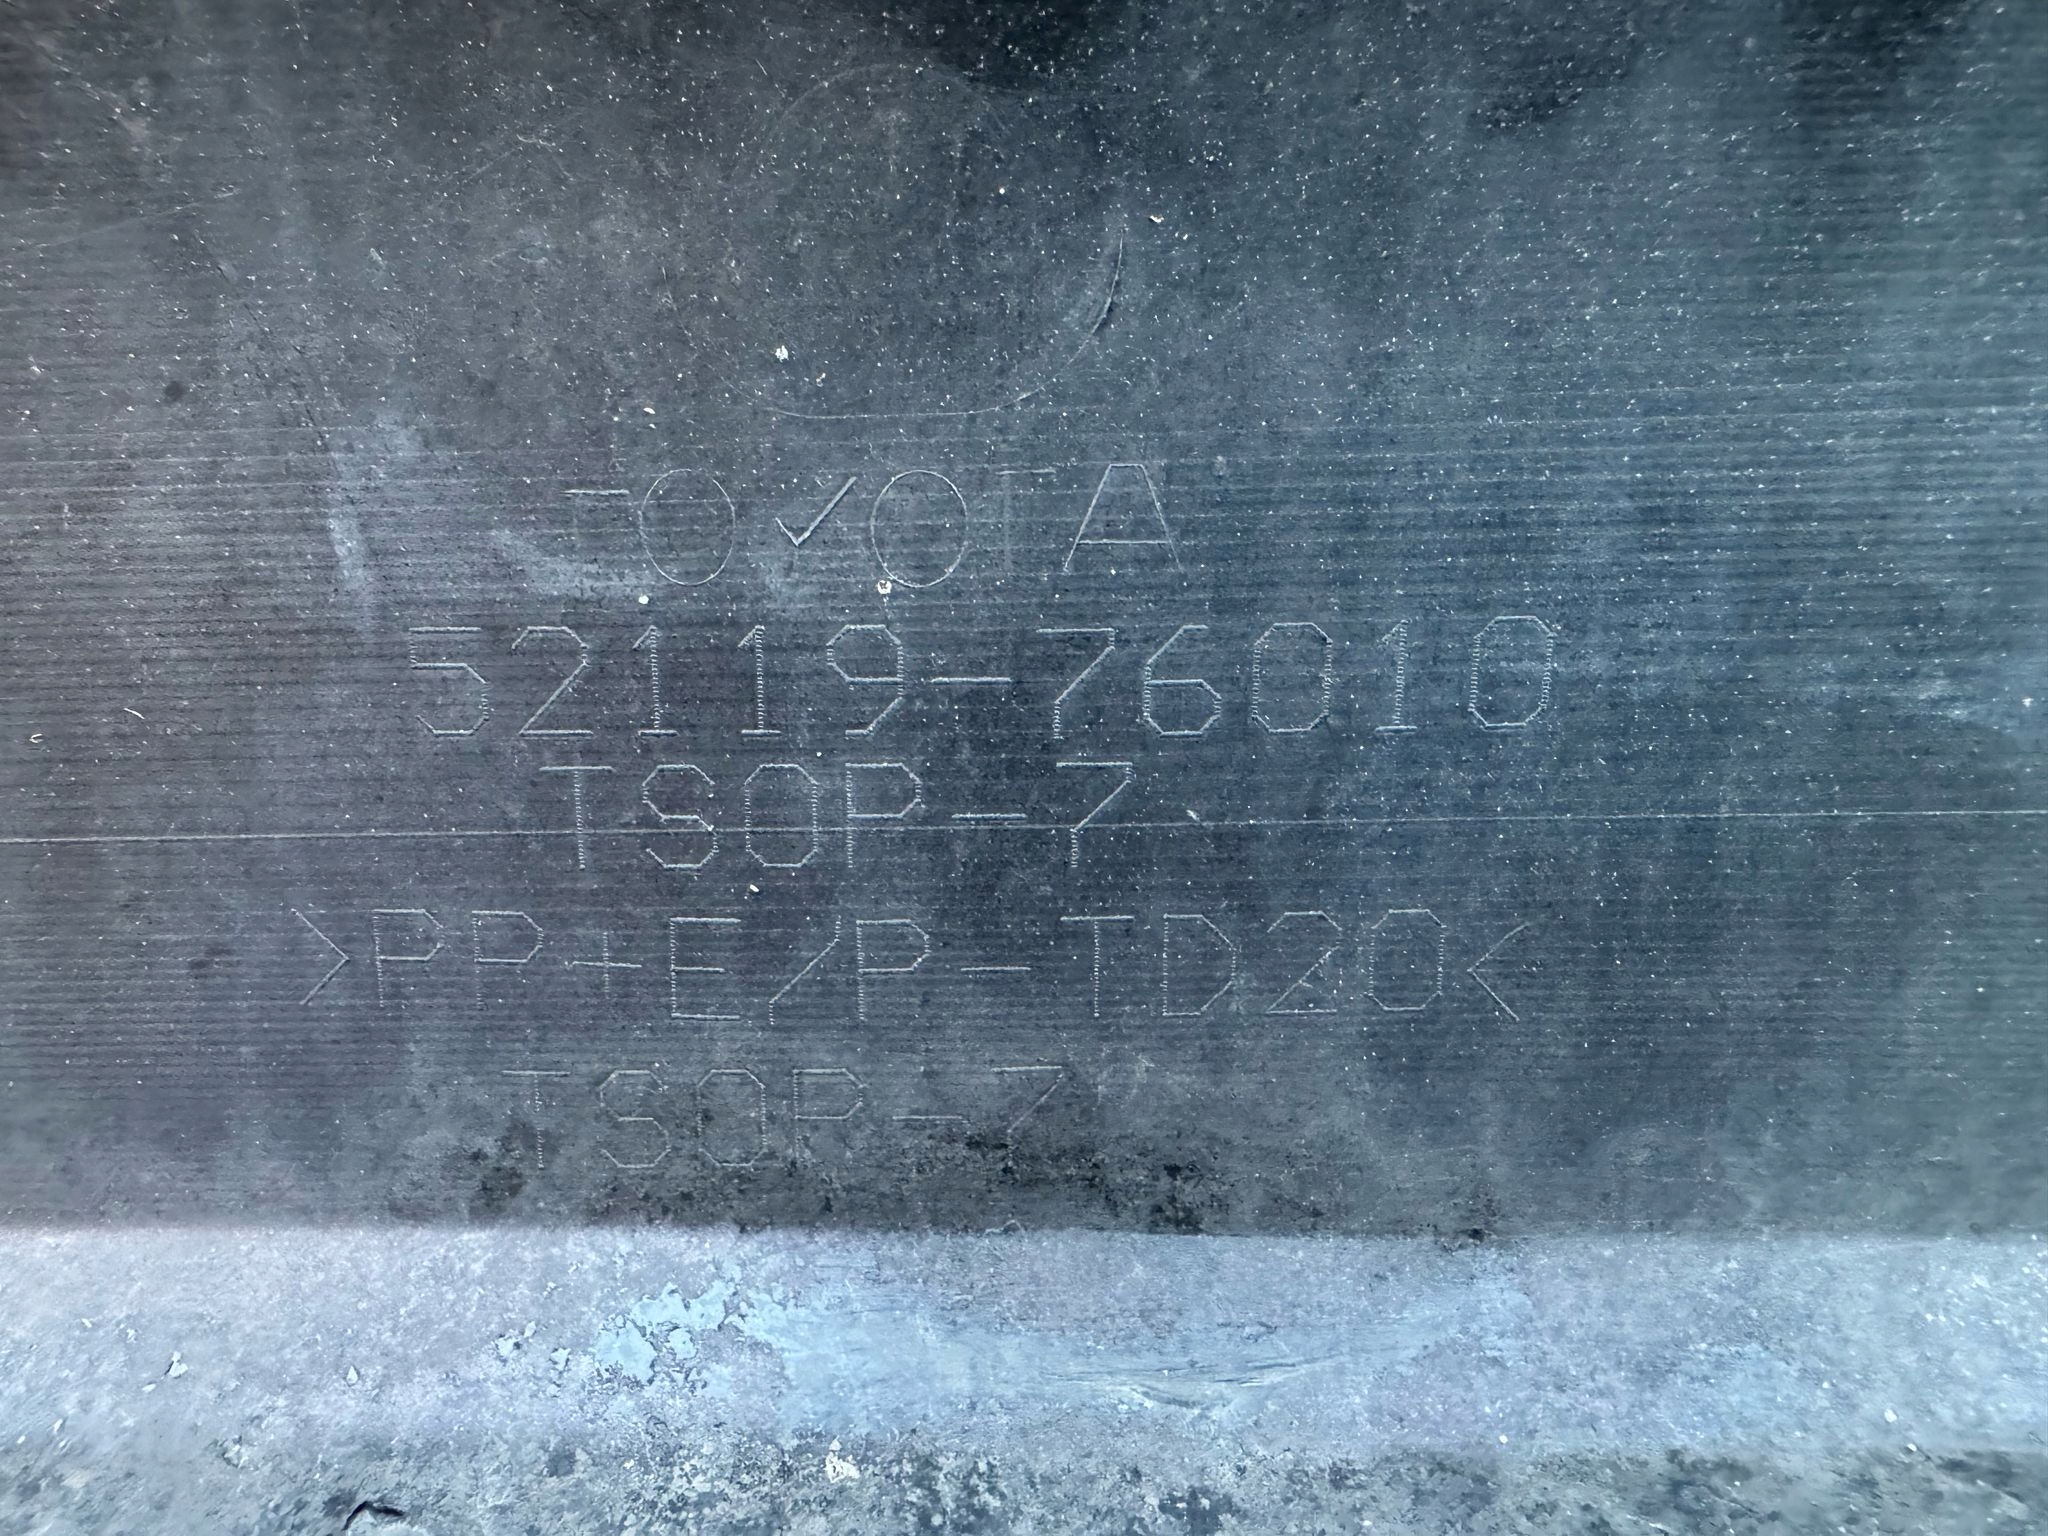 TOYOTA
52119-76010
TSOP-7
>PP+E/P-TD20<
TSOP-7